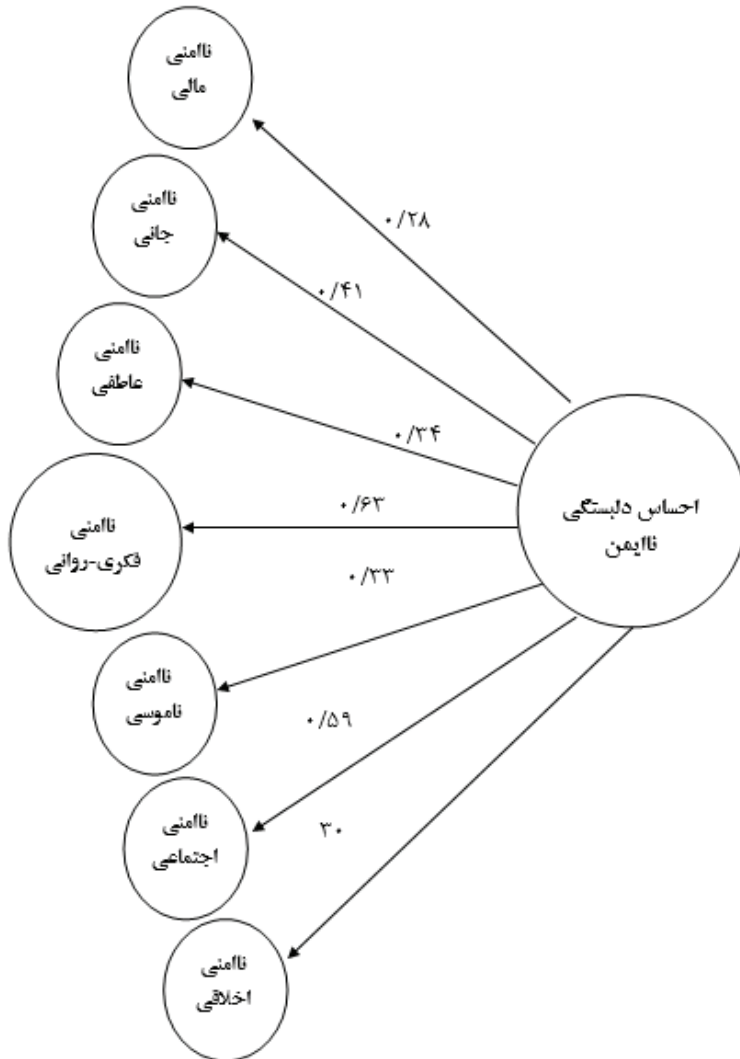 ناامنی
مالی
۰/۲۸
ناامنی
جانی
۰/۴۱
ناامنی
عاطفی
۰/۳۴
احساس دلبستگی
ناایمن
۰/۶۳
ناامنی
فکری-روانی
۰/۳۳
ناامنی
ناموسی
۰/۵۹
ناامنی
اجتماعی
۳۰
ناامنی
اخلاقی